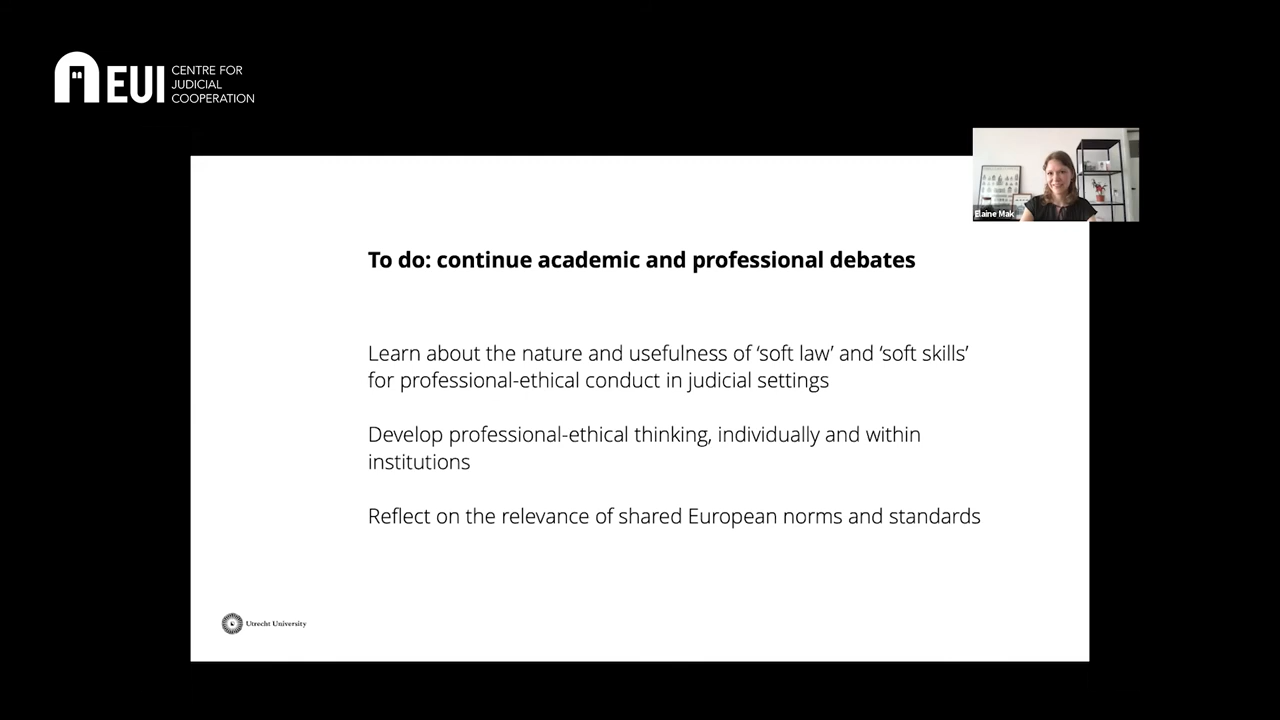 EUI
CENTRE FOR
JUDICIAL
COOPERATION
Elaine Mak
To do: continue academic and professional debates
Learn about the nature and usefulness of ‘soft law’ and ‘soft skills’
for professional-ethical conduct in judicial settings
Develop professional-ethical thinking, individually and within
institutions
Reflect on the relevance of shared European norms and standards
Utrecht University